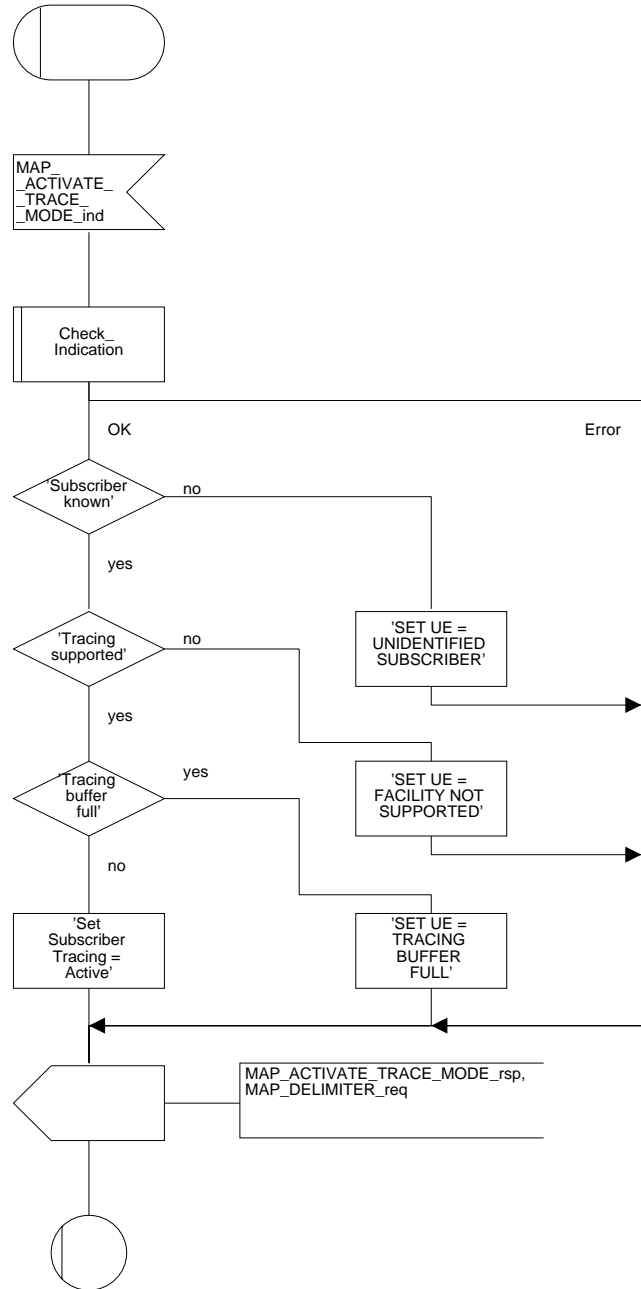 MAP_
_ACTIVATE_
_TRACE_
_MODE_ind
Check_
Indication
OK
Error
'Subscriber
known'
no
yes
'Tracing
supported'
no
'SET UE =
UNIDENTIFIED
SUBSCRIBER'
yes
'Tracing
buffer
full'
yes
'SET UE =
FACILITY NOT
SUPPORTED'
no
'Set
Subscriber
Tracing =
Active'
'SET UE =
TRACING
BUFFER
FULL'
MAP_ACTIVATE_TRACE_MODE_rsp,
MAP_DELIMITER_req